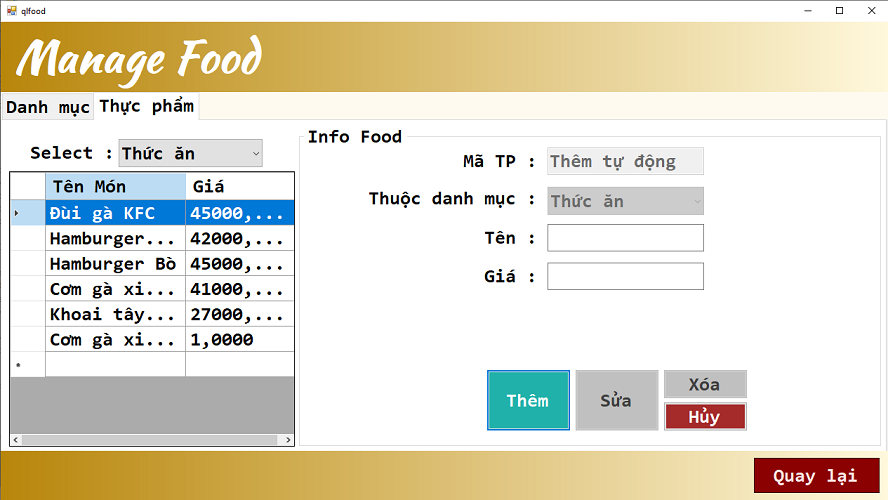 qlfood
Manage Food
Danh mục Thực phẩm
Select : Thức ăn
Tên Món Giá
Đùi gà KFC 45000,...
Hamburger... 42000,...
Hamburger Bò 45000,...
Cơm gà xi... 41000,...
Khoai tây... 27000,...
Cơm gà xi... 1,0000
Info Food
Mã TP : Thêm tự động
Thuộc danh mục : Thức ăn
Tên :
Giá :
Thêm Sửa Xóa
Hủy
Quay lại